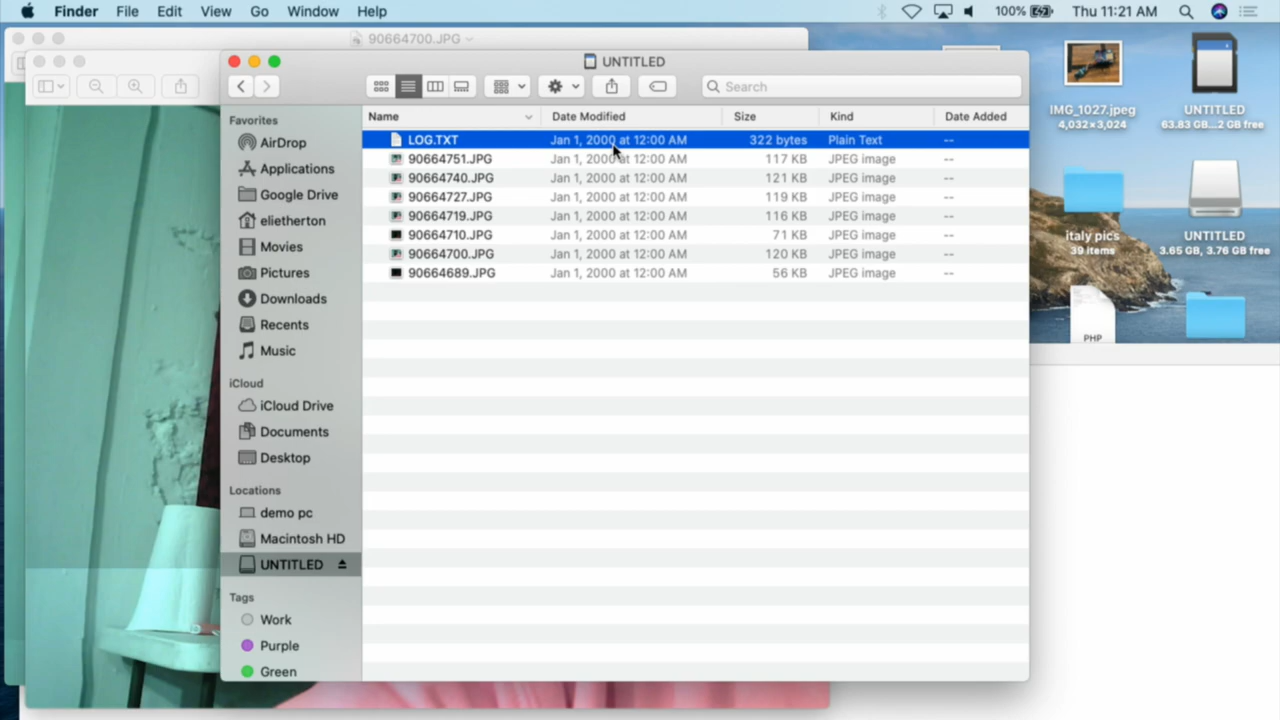 Finder File Edit View Go Window Help 100% Thu 11:21 AM
90664700.JPG
UNTITLED
Search
Name Date Modified Size Kind Date Added
LOG.TXT Jan 1, 2000 at 12:00 AM 322 bytes Plain Text --
90664751.JPG Jan 1, 2000 at 12:00 AM 117 KB JPEG image --
90664740.JPG Jan 1, 2000 at 12:00 AM 121 KB JPEG image --
90664727.JPG Jan 1, 2000 at 12:00 AM 119 KB JPEG image --
90664719.JPG Jan 1, 2000 at 12:00 AM 116 KB JPEG image --
90664710.JPG Jan 1, 2000 at 12:00 AM 71 KB JPEG image --
90664700.JPG Jan 1, 2000 at 12:00 AM 120 KB JPEG image --
90664689.JPG Jan 1, 2000 at 12:00 AM 56 KB JPEG image --
Favorites
AirDrop
Applications
Google Drive
elietherton
Movies
Pictures
Downloads
Recents
Music
iCloud
iCloud Drive
Documents
Desktop
Locations
demo pc
Macintosh HD
UNTITLED
Tags
Work
Purple
Green
IMG_1027.jpeg
4,032×3,024
UNTITLED
63.83 GB...2 GB free
italy pics
39 items
UNTITLED
3.65 GB, 3.76 GB free
PHP